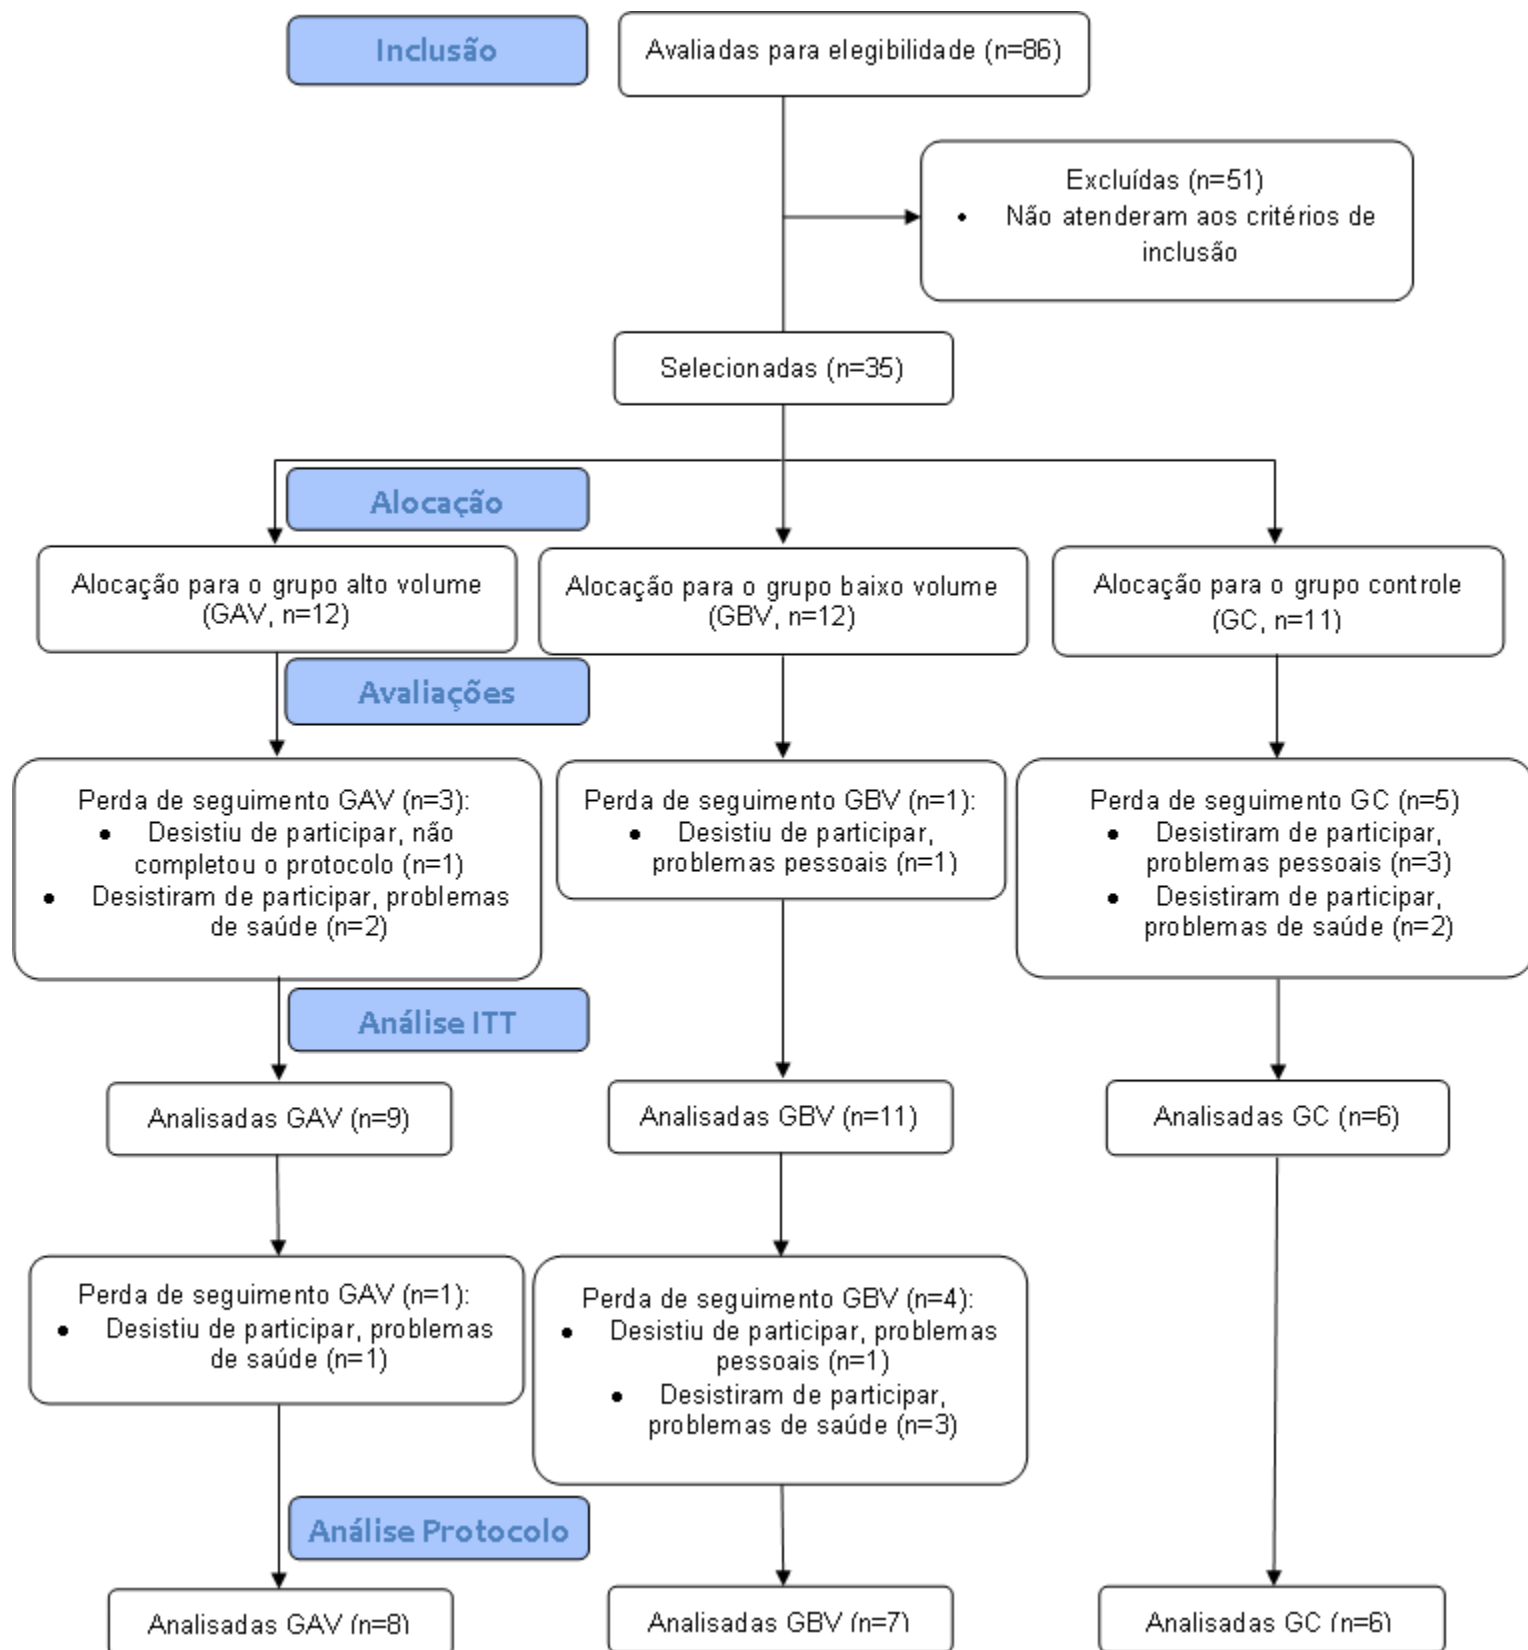 Inclusão
Avaliadas para elegibilidade (n=86)
Excluídas (n=51)
• Não atenderam aos critérios de
inclusão
Selecionadas (n=35)
Alocação
Alocação para o grupo alto volume
(GAV, n=12)
Alocação para o grupo baixo volume
(GBV, n=12)
Alocação para o grupo controle
(GC, n=11)
Avaliações
Perda de seguimento GAV (n=3):
• Desistiu de participar, não
completou o protocolo (n=1)
• Desistiram de participar, problemas
de saúde (n=2)
Perda de seguimento GBV (n=1):
• Desistiu de participar,
problemas pessoais (n=1)
Perda de seguimento GC (n=5)
• Desistiram de participar,
problemas pessoais (n=3)
• Desistiram de participar,
problemas de saúde (n=2)
Análise ITT
Analisadas GAV (n=9)
Analisadas GBV (n=11)
Analisadas GC (n=6)
Perda de seguimento GAV (n=1):
• Desistiu de participar, problemas
de saúde (n=1)
Perda de seguimento GBV (n=4):
• Desistiu de participar, problemas
pessoais (n=1)
• Desistiram de participar,
problemas de saúde (n=3)
Análise Protocolo
Analisadas GAV (n=8)
Analisadas GBV (n=7)
Analisadas GC (n=6)